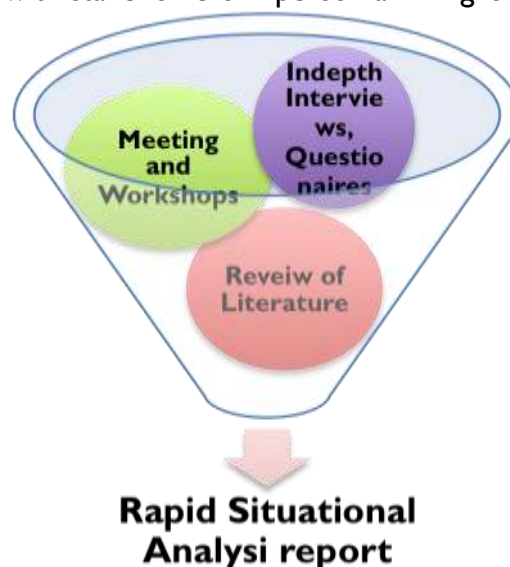 Indepth
Intervie
ws,
Questio
naires
Meeting
and
Workshops
Reveiw of
Literature
Rapid Situational
Analysi report